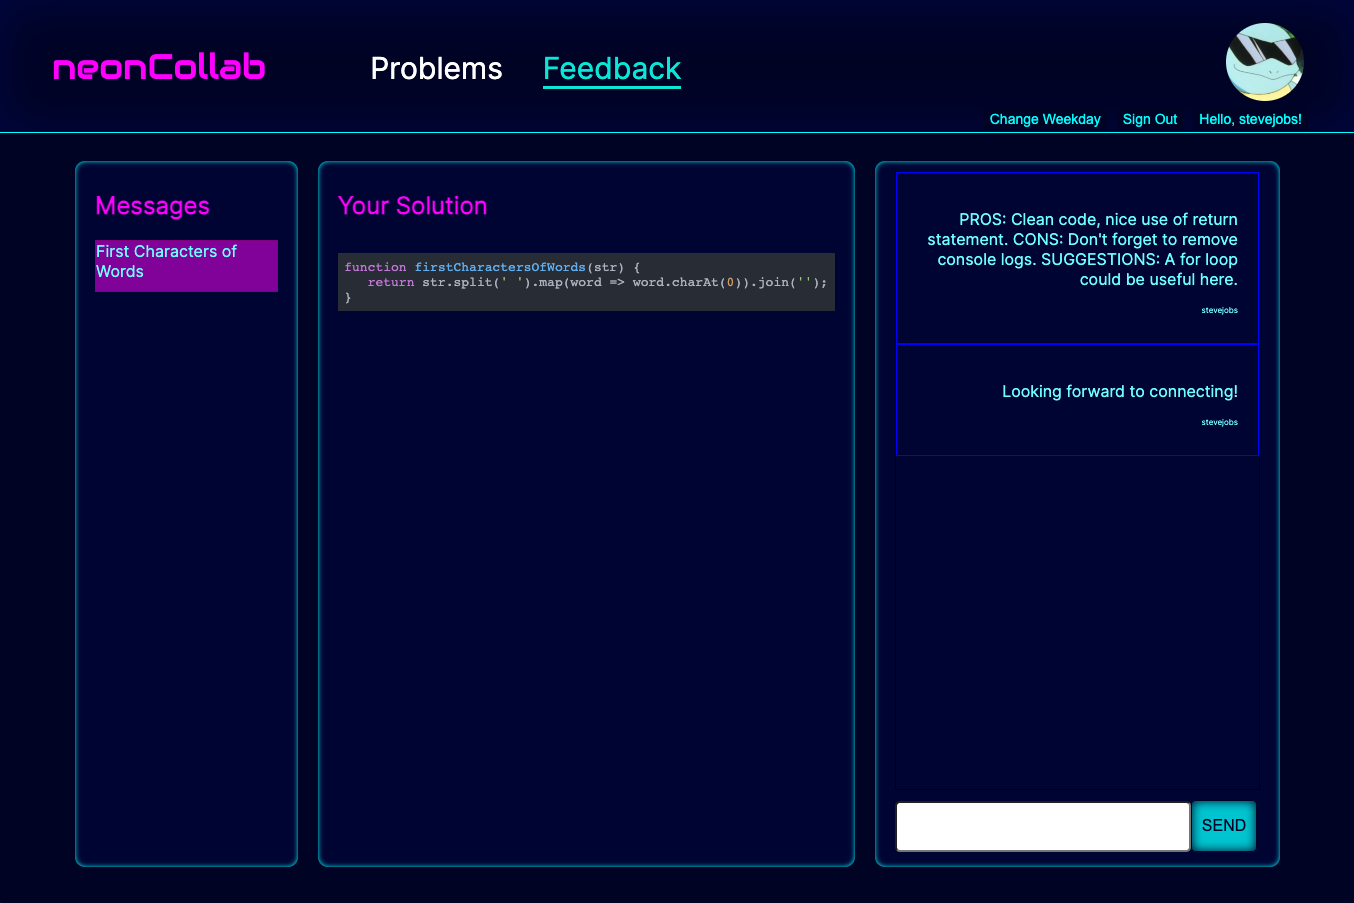 neonCollab
Problems
Feedback
Change Weekday
Sign Out
Hello, stevejobs!
Messages
First Characters of
Words
Your Solution
function firstCharactersOfWords(str) {
   return str.split(' ').map(word => word.charAt(0)).join('');
}
PROS: Clean code, nice use of return
statement. CONS: Don't forget to remove
console logs. SUGGESTIONS: A for loop
could be useful here.
stevejobs
Looking forward to connecting!
stevejobs
SEND